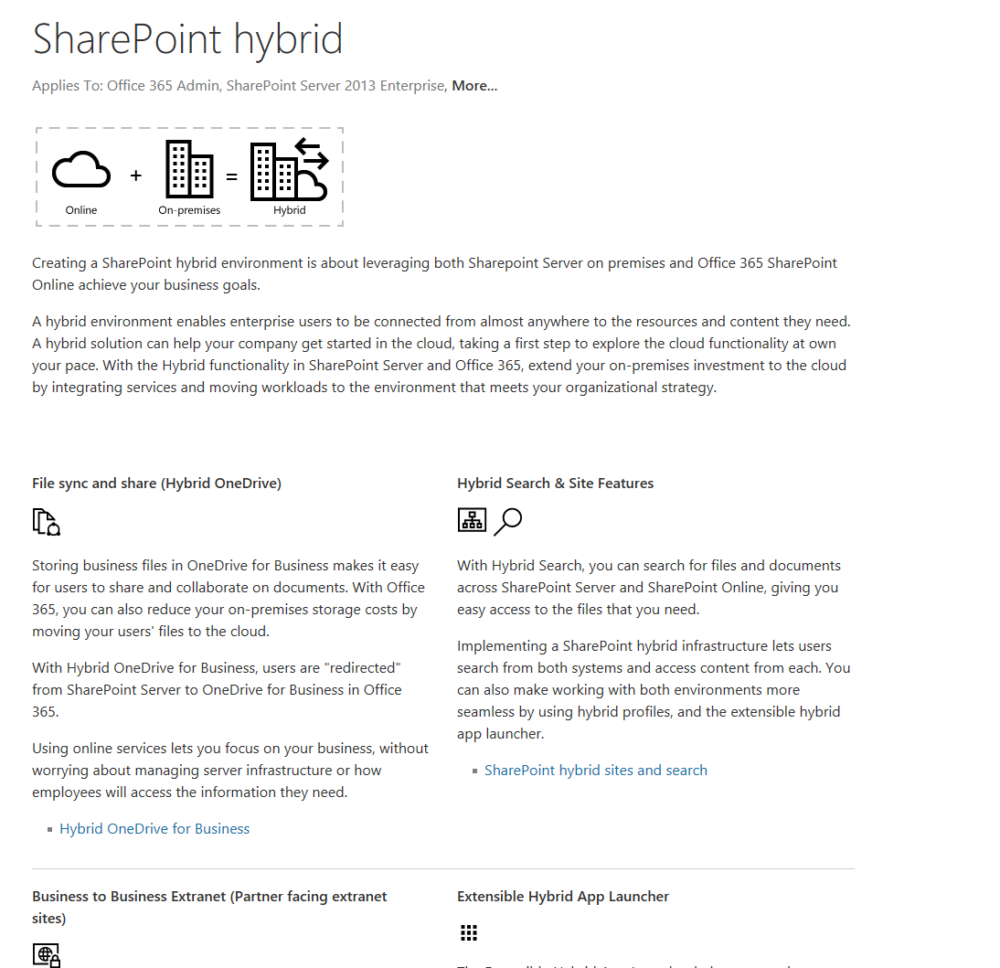 SharePoint hybrid
Applies To: Office 365 Admin, SharePoint Server 2013 Enterprise, More...
+
=
Online
On-premises
Hybrid
Creating a SharePoint hybrid environment is about leveraging both Sharepoint Server on premises and Office 365 SharePoint
Online achieve your business goals.
A hybrid environment enables enterprise users to be connected from almost anywhere to the resources and content they need.
A hybrid solution can help your company get started in the cloud, taking a first step to explore the cloud functionality at own
your pace. With the Hybrid functionality in SharePoint Server and Office 365, extend your on-premises investment to the cloud
by integrating services and moving workloads to the environment that meets your organizational strategy.
File sync and share (Hybrid OneDrive)
Storing business files in OneDrive for Business makes it easy
for users to share and collaborate on documents. With Office
365, you can also reduce your on-premises storage costs by
moving your users' files to the cloud.
With Hybrid OneDrive for Business, users are "redirected"
from SharePoint Server to OneDrive for Business in Office
365.
Using online services lets you focus on your business, without
worrying about managing server infrastructure or how
employees will access the information they need.
Hybrid OneDrive for Business
Hybrid Search & Site Features
With Hybrid Search, you can search for files and documents
across SharePoint Server and SharePoint Online, giving you
easy access to the files that you need.
Implementing a SharePoint hybrid infrastructure lets users
search from both systems and access content from each. You
can also make working with both environments more
seamless by using hybrid profiles, and the extensible hybrid
app launcher.
SharePoint hybrid sites and search
Business to Business Extranet (Partner facing extranet
sites)
Extensible Hybrid App Launcher